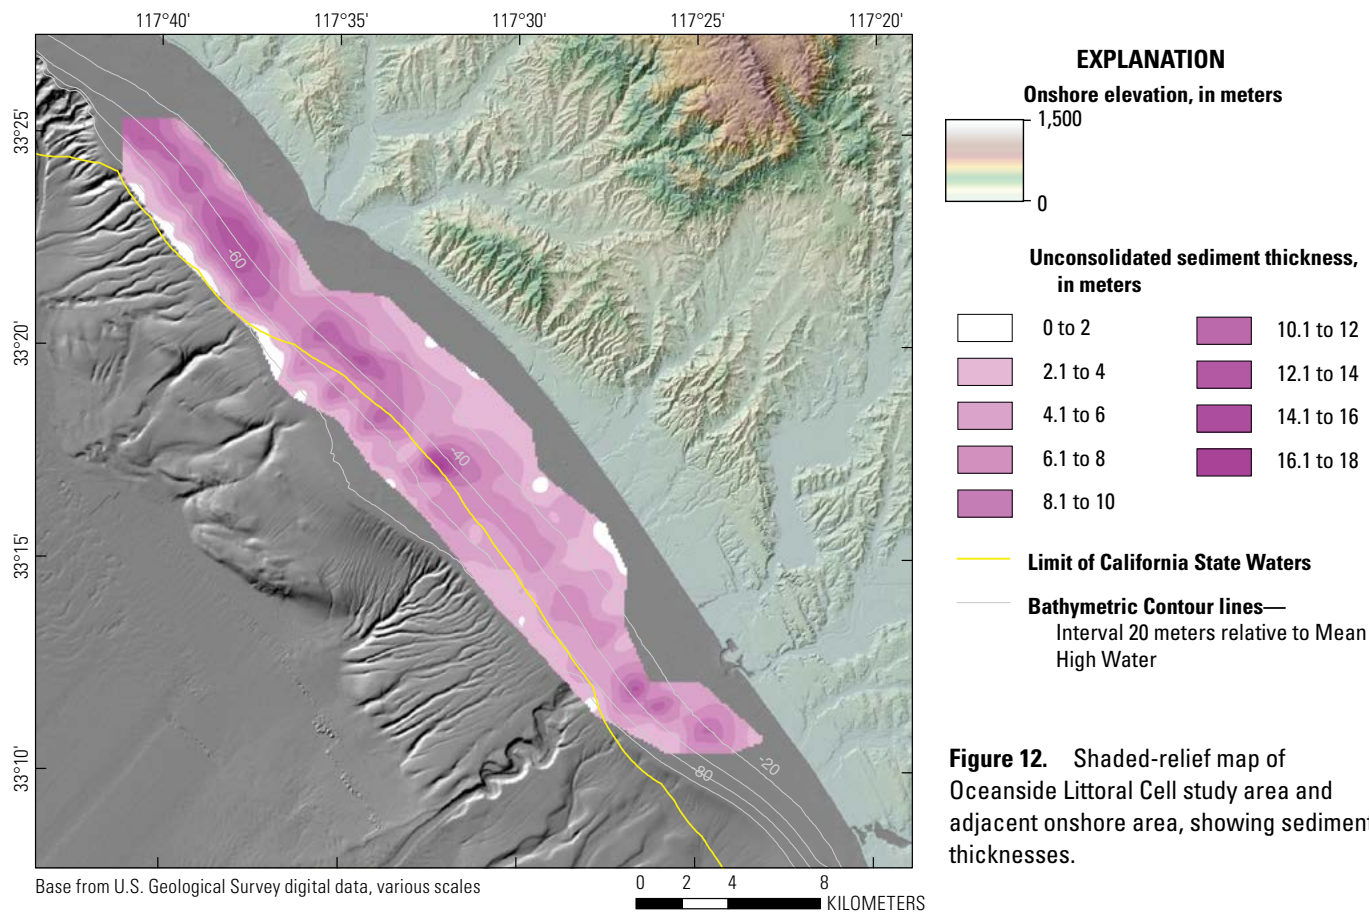 117°40' 117°35' 117°30' 117°25' 117°20'
33°25'
33°20'
33°15'
33°10'
-60
-40
-20
-80
Base from U.S. Geological Survey digital data, various scales
0 2 4 8
KILOMETERS
EXPLANATION
Onshore elevation, in meters
1,500
0
Unconsolidated sediment thickness,
in meters
0 to 2
2.1 to 4
4.1 to 6
6.1 to 8
8.1 to 10
10.1 to 12
12.1 to 14
14.1 to 16
16.1 to 18
Limit of California State Waters
Bathymetric Contour lines—
Interval 20 meters relative to Mean
High Water
Figure 12. Shaded-relief map of
Oceanside Littoral Cell study area and
adjacent onshore area, showing sediment
thicknesses.